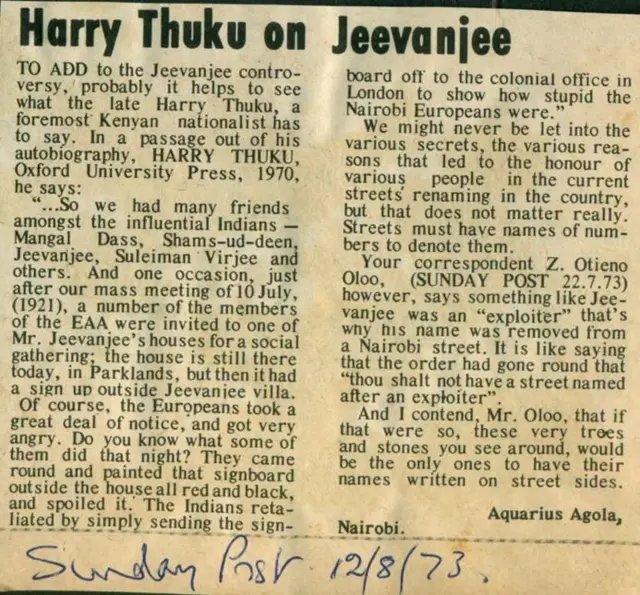 Harry Thuku on Jeevanjee
TO ADD to the Jeevanjee contro-
versy, probably it helps to see
what the late Harry Thuku, a
foremost Kenyan nationalist has
to say. In a passage out of his
autobiography, HARRY THUKU,
Oxford University Press, 1970,
he says:
"...So we had many friends
amongst the influential Indians —
Mangal Dass, Shams-ud-deen,
Jeevanjee, Suleiman Virjee and
others. And one occasion, just
after our mass meeting of 10 July,
(1921), a number of the members
of the EAA were invited to one of
Mr. Jeevanjee's houses for a social
gathering; the house is still there
today, in Parklands, but then it had
a sign up outside Jeevanjee villa.
Of course, the Europeans took a
great deal of notice, and got very
angry. Do you know what some of
them did that night? They came
round and painted that signboard
outside the house all red and black,
and spoiled it. The Indians reta-
liated by simply sending the sign-
board off to the colonial office in
London to show how stupid the
Nairobi Europeans were."
We might never be let into the
various secrets, the various rea-
sons that led to the honour of
various people in the current
streets' renaming in the country,
but that does not matter really.
Streets must have names of num-
bers to denote them.
Your correspondent Z. Otieno
Oloo, (SUNDAY POST 22.7.73)
however, says something like Jee-
vanjee was an "exploiter" that's
why his name was removed from
a Nairobi street. It is like saying
that the order had gone round that
"thou shalt not have a street named
after an exploiter".
And I contend, Mr. Oloo, that if
that were so, these very trees
and stones you see around, would
be the only ones to have their
names written on street sides.
Aquarius Agola,
Nairobi.
Sunday Post 12/8/73.